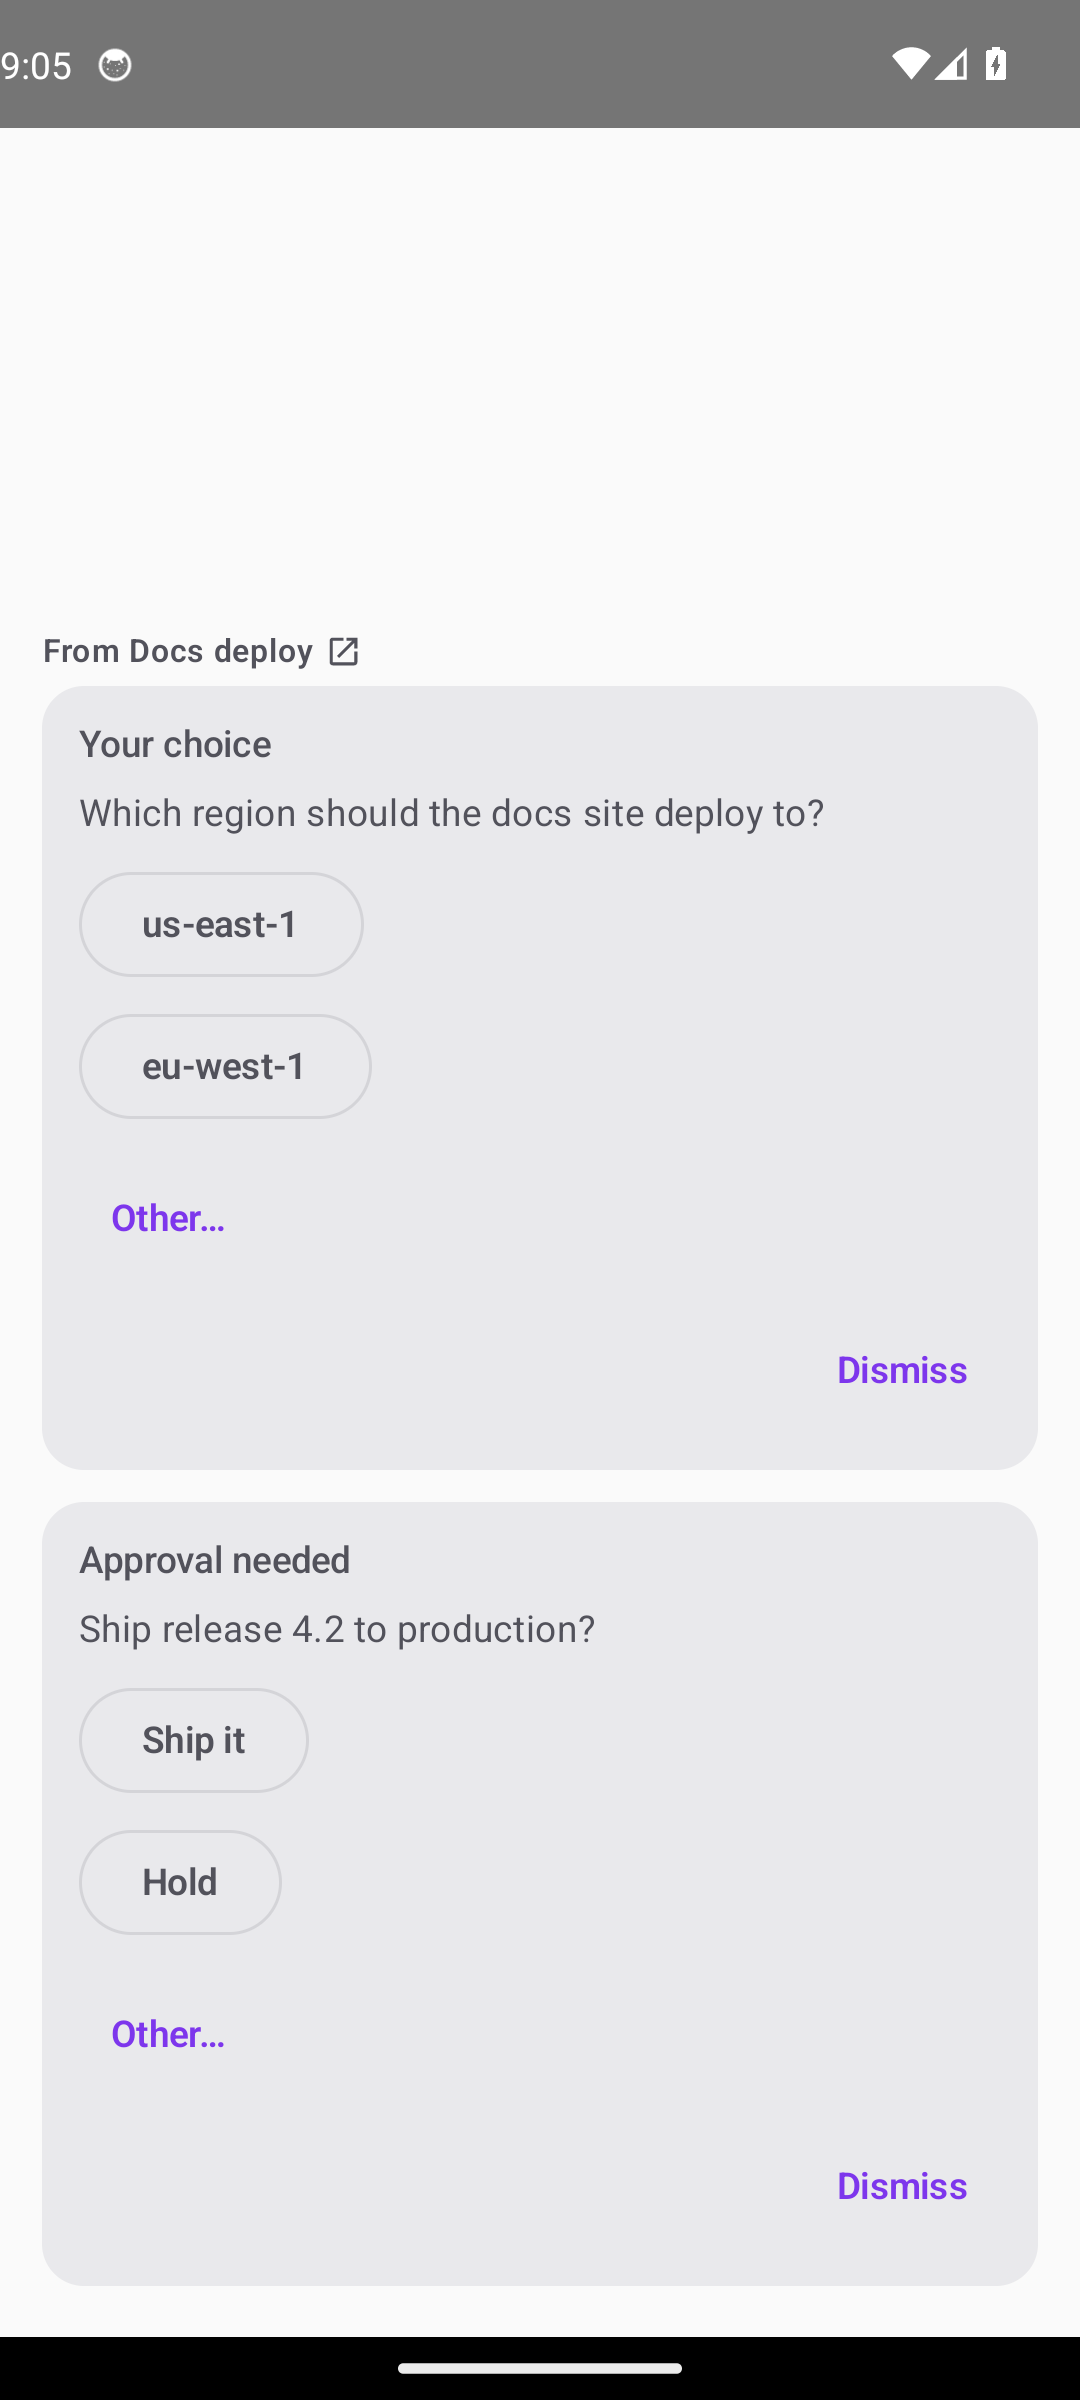 9:05
From Docs deploy
Your choice
Which region should the docs site deploy to?
us-east-1
eu-west-1
Other...
Dismiss
Approval needed
Ship release 4.2 to production?
Ship it
Hold
Other...
Dismiss